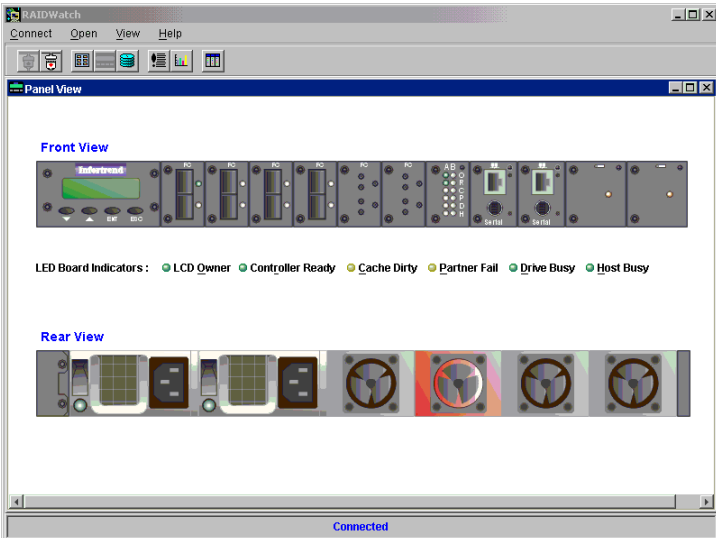 RAIDWatch
Connect Open View Help
Panel View
Front View
Infortrend
FC FC FC FC FC FC
A B
O
R
C
P
D
H
ENT ESC
Serial Serial
LED Board Indicators : LCD Owner Controller Ready Cache Dirty Partner Fail Drive Busy Host Busy
Rear View
Connected